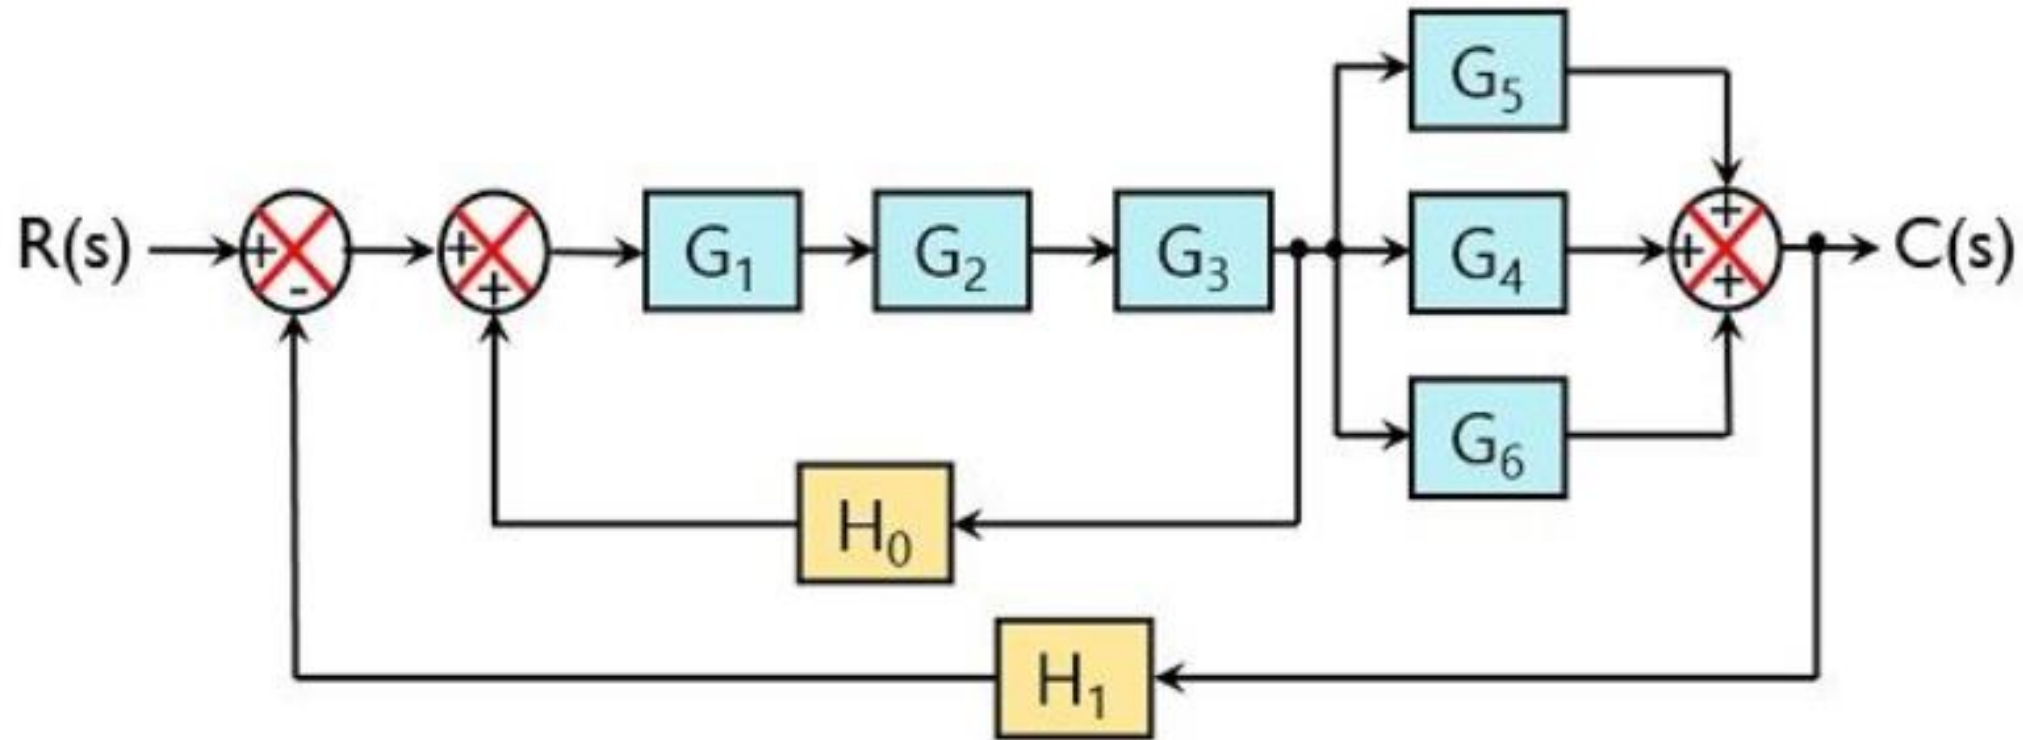 G₅
R(s) + - + + G₁ G₂ G₃ G₄ + + + C(s)
G₆
H₀
H₁